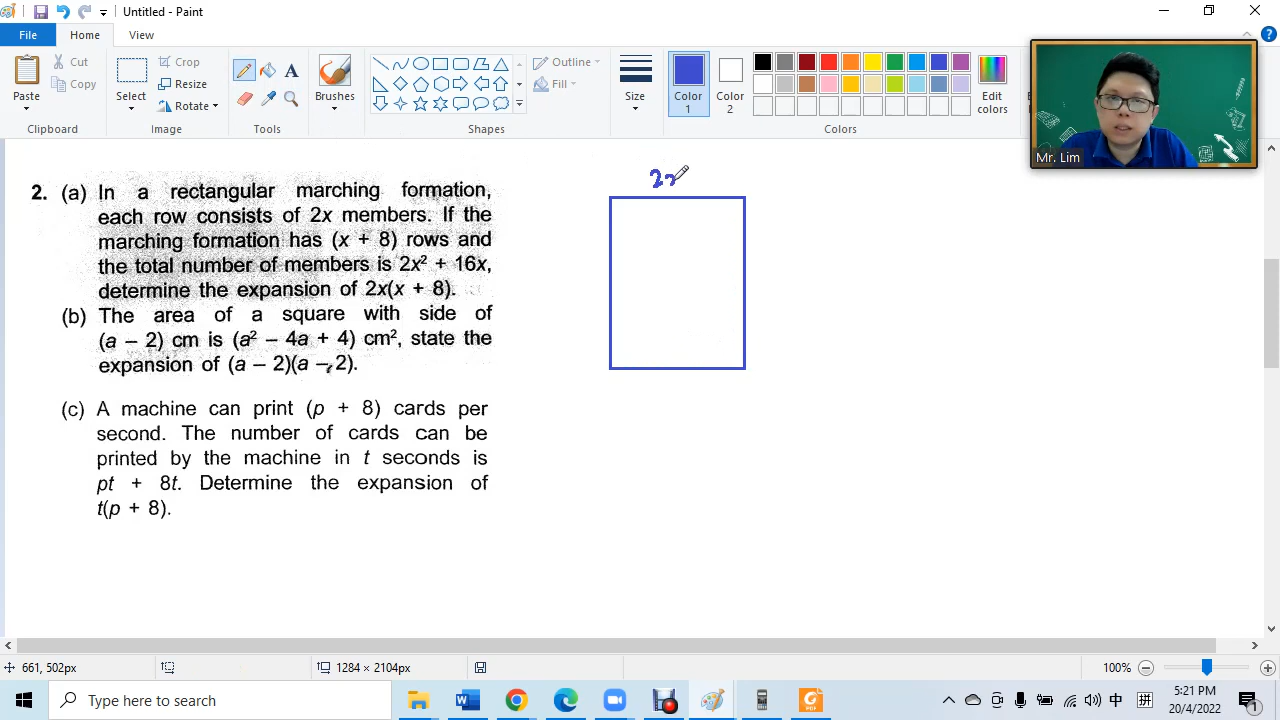 Untitled - Paint
File
Home
View
Paste
Cut
Copy
Clipboard
Select
Crop
Resize
Rotate
Image
A
Tools
Brushes
Shapes
Outline
Fill
Size
Color 1
Color 2
Edit colors
Colors
Mr. Lim
2. (a) In a rectangular marching formation,
each row consists of 2x members. If the
marching formation has (x + 8) rows and
the total number of members is 2x² + 16x,
determine the expansion of 2x(x + 8).
(b) The area of a square with side of
(a – 2) cm is (a² – 4a + 4) cm², state the
expansion of (a – 2)(a – 2).
(c) A machine can print (p + 8) cards per
second. The number of cards can be
printed by the machine in t seconds is
pt + 8t. Determine the expansion of
t(p + 8).
2x
661, 502px
1284 × 2104px
100%
Type here to search
中
拼
5:21 PM
20/4/2022
1